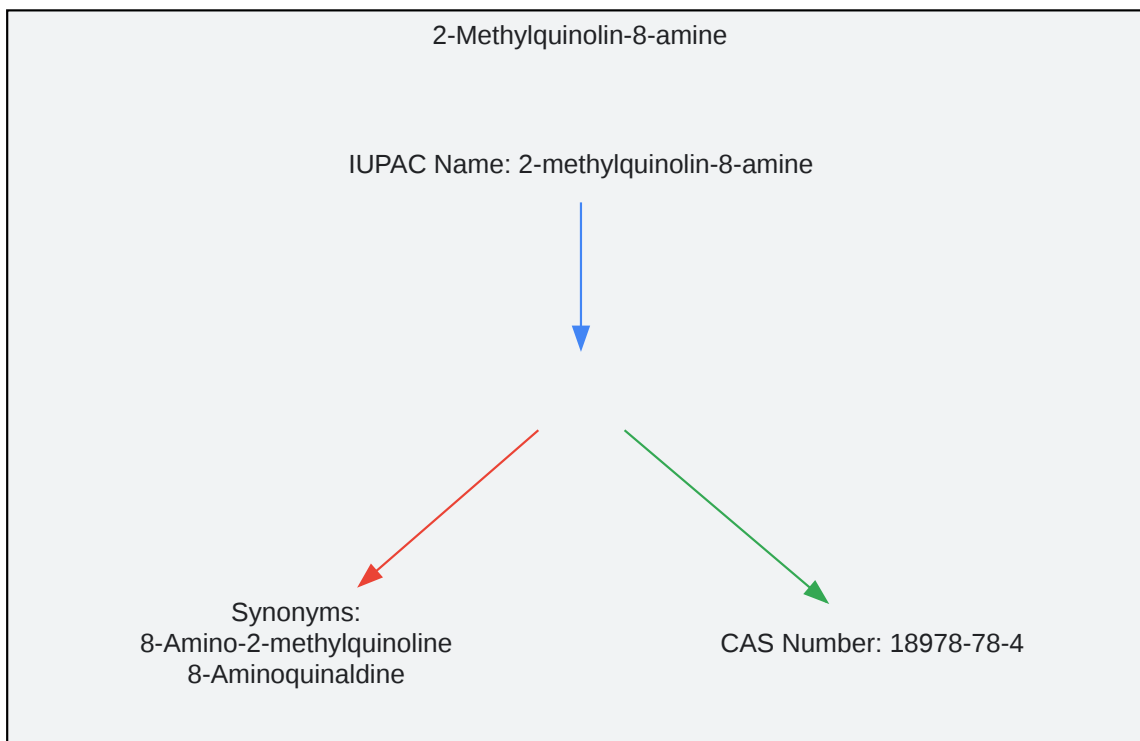 2-Methylquinolin-8-amine
IUPAC Name: 2-methylquinolin-8-amine
Synonyms:
8-Amino-2-methylquinoline
8-Aminoquinaldine
CAS Number: 18978-78-4